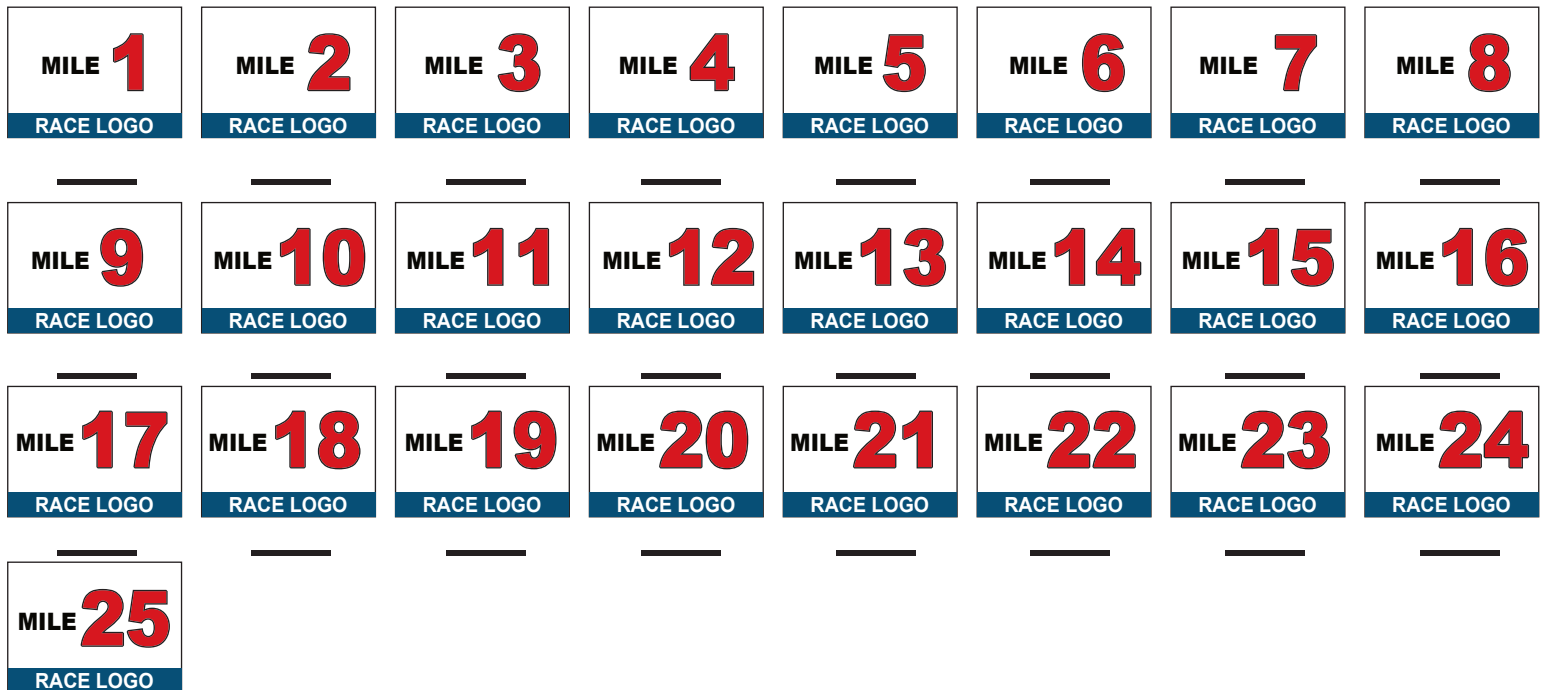 MILE 1 MILE 2 MILE 3 MILE 4 MILE 5 MILE 6 MILE 7 MILE 8
RACE LOGO RACE LOGO RACE LOGO RACE LOGO RACE LOGO RACE LOGO RACE LOGO RACE LOGO
MILE 9 MILE 10 MILE 11 MILE 12 MILE 13 MILE 14 MILE 15 MILE 16
RACE LOGO RACE LOGO RACE LOGO RACE LOGO RACE LOGO RACE LOGO RACE LOGO RACE LOGO
MILE 17 MILE 18 MILE 19 MILE 20 MILE 21 MILE 22 MILE 23 MILE 24
RACE LOGO RACE LOGO RACE LOGO RACE LOGO RACE LOGO RACE LOGO RACE LOGO RACE LOGO
MILE 25
RACE LOGO